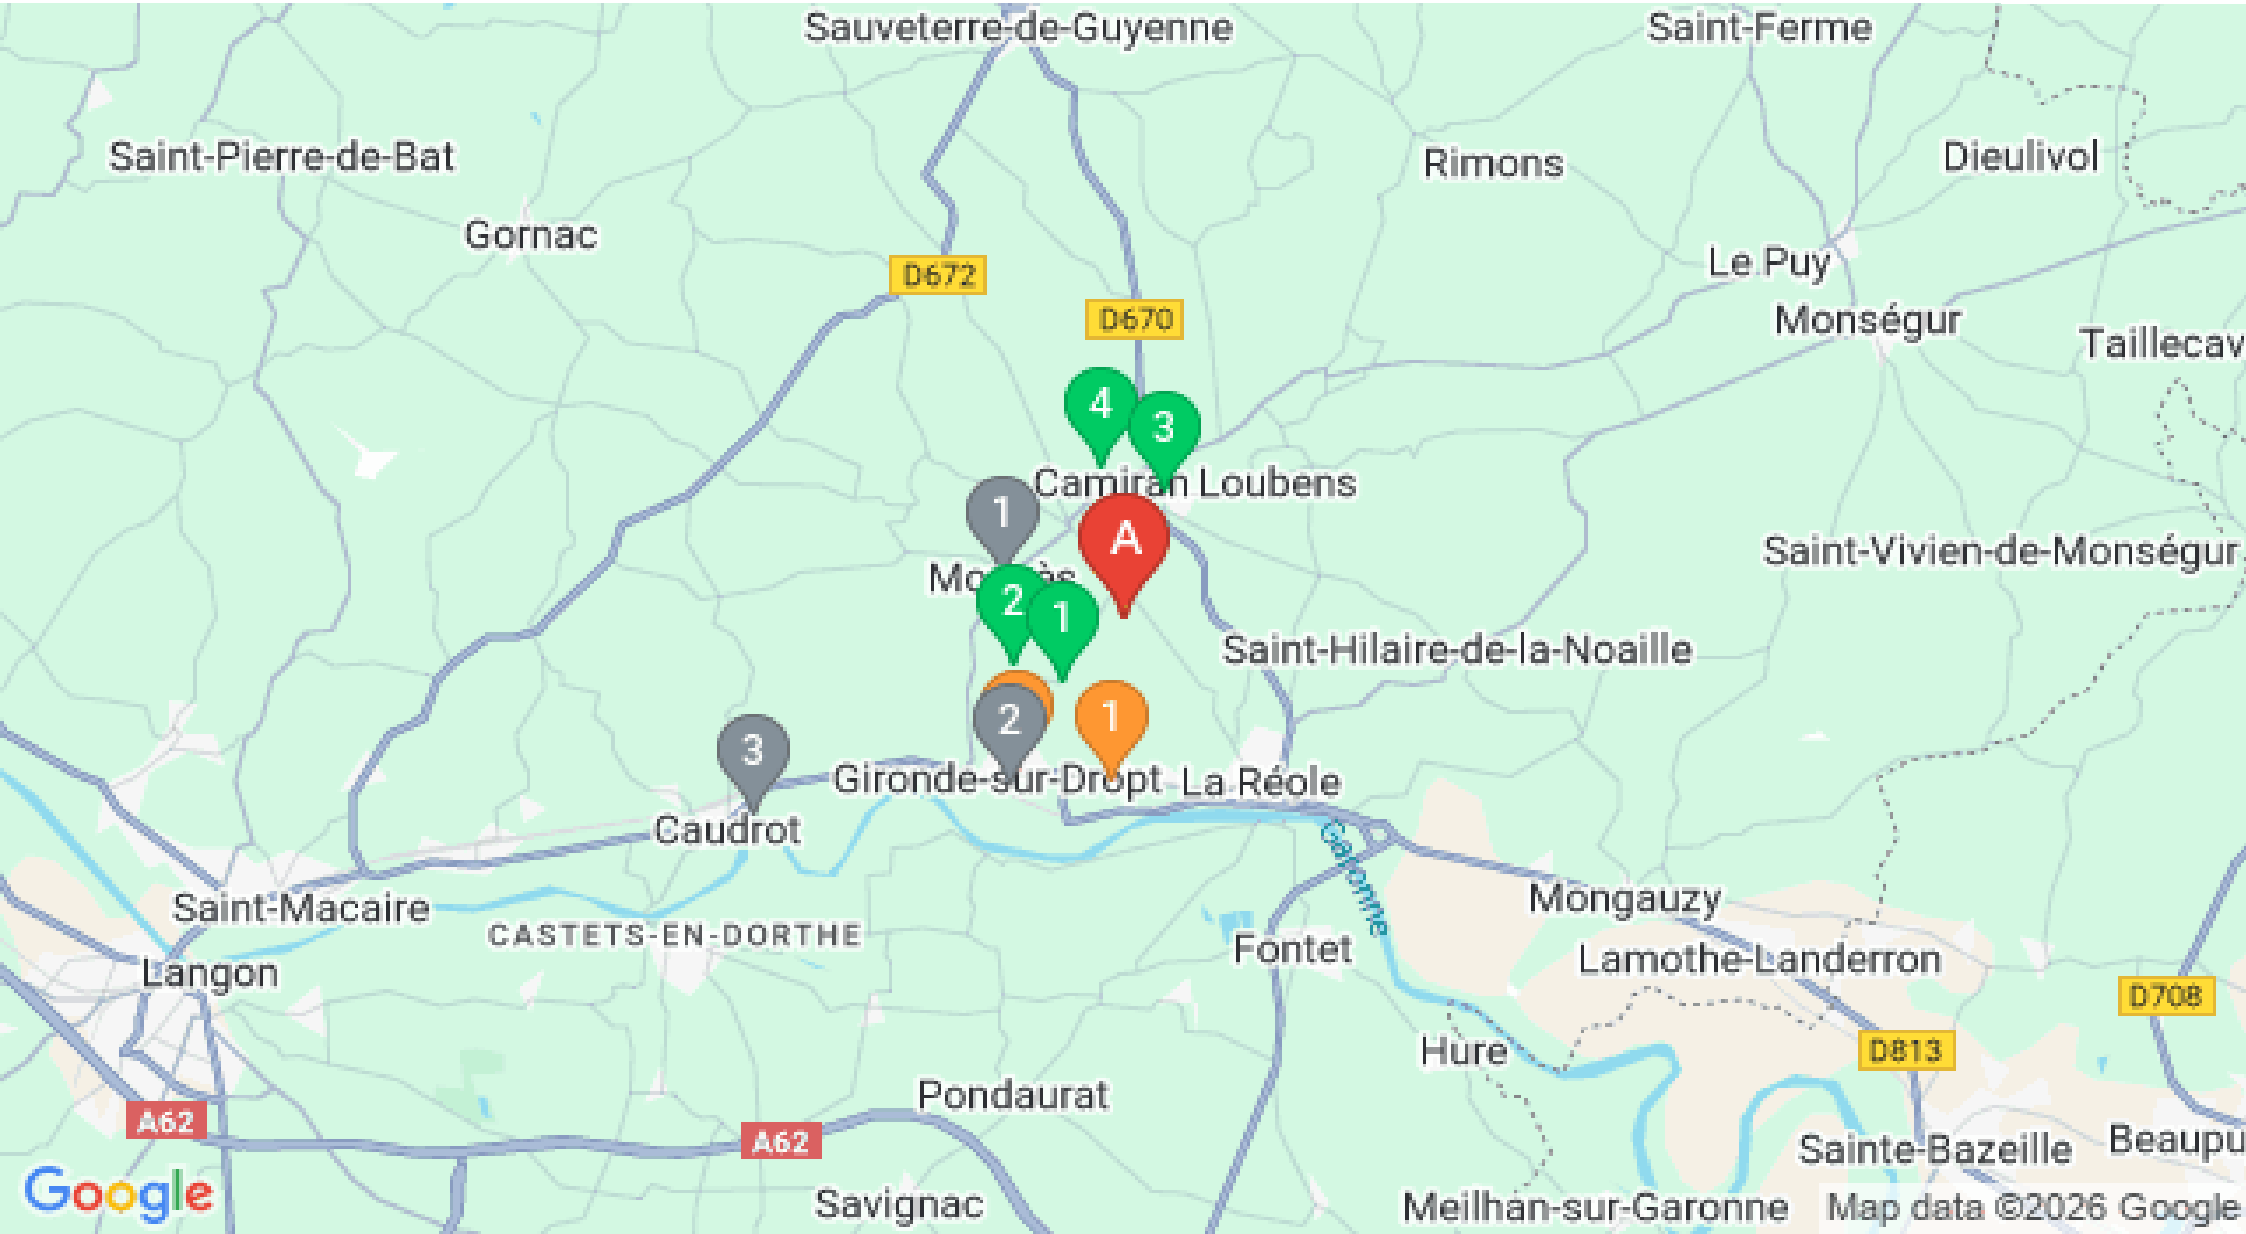 Sauveterre-de-Guyenne
Saint-Ferme
Saint-Pierre-de-Bat
Rimons
Dieulivol
Gornac
D672
Le Puy
D670
Monségur
Taillecav
4
3
Camiran
Loubens
1
A
Saint-Vivien-de-Monségur
2
1
Saint-Hilaire-de-la-Noaille
2
1
3
Gironde-sur-Dropt
La Réole
Caudrot
Garonne
Saint-Macaire
Mongauzy
CASTETS-EN-DORTHE
Fontet
Lamothe-Landerron
Langon
D708
Hure
D813
Pondaurat
A62
A62
Sainte-Bazeille
Beaupu
Google
Savignac
Meilhan-sur-Garonne
Map data ©2026 Google